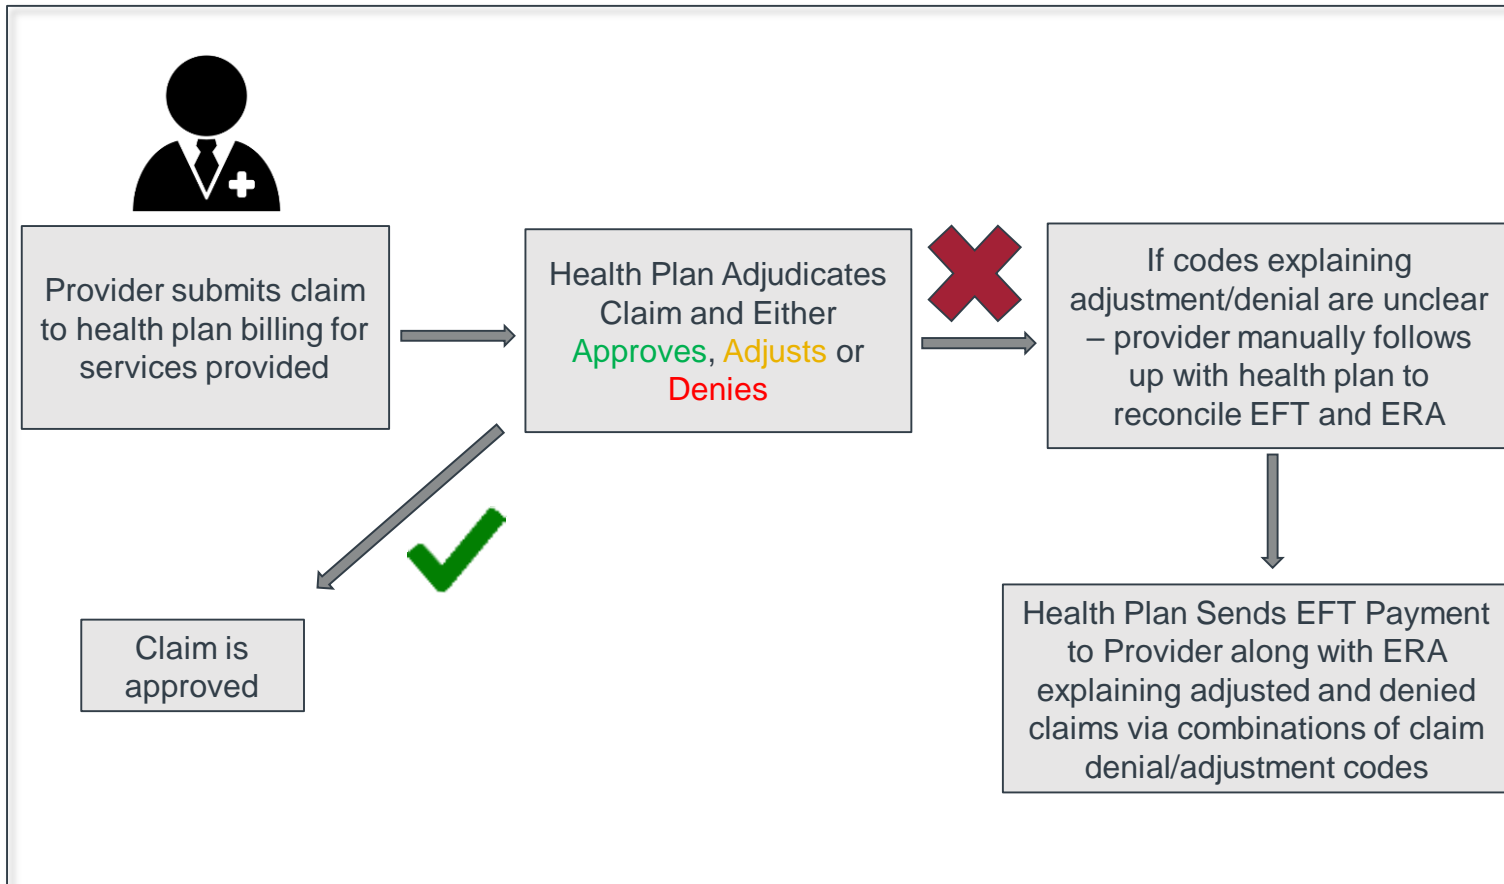 Provider submits claim
to health plan billing for
services provided
Health Plan Adjudicates
Claim and Either
Approves, Adjusts or
Denies
If codes explaining
adjustment/denial are unclear
– provider manually follows
up with health plan to
reconcile EFT and ERA
Claim is
approved
Health Plan Sends EFT Payment
to Provider along with ERA
explaining adjusted and denied
claims via combinations of claim
denial/adjustment codes